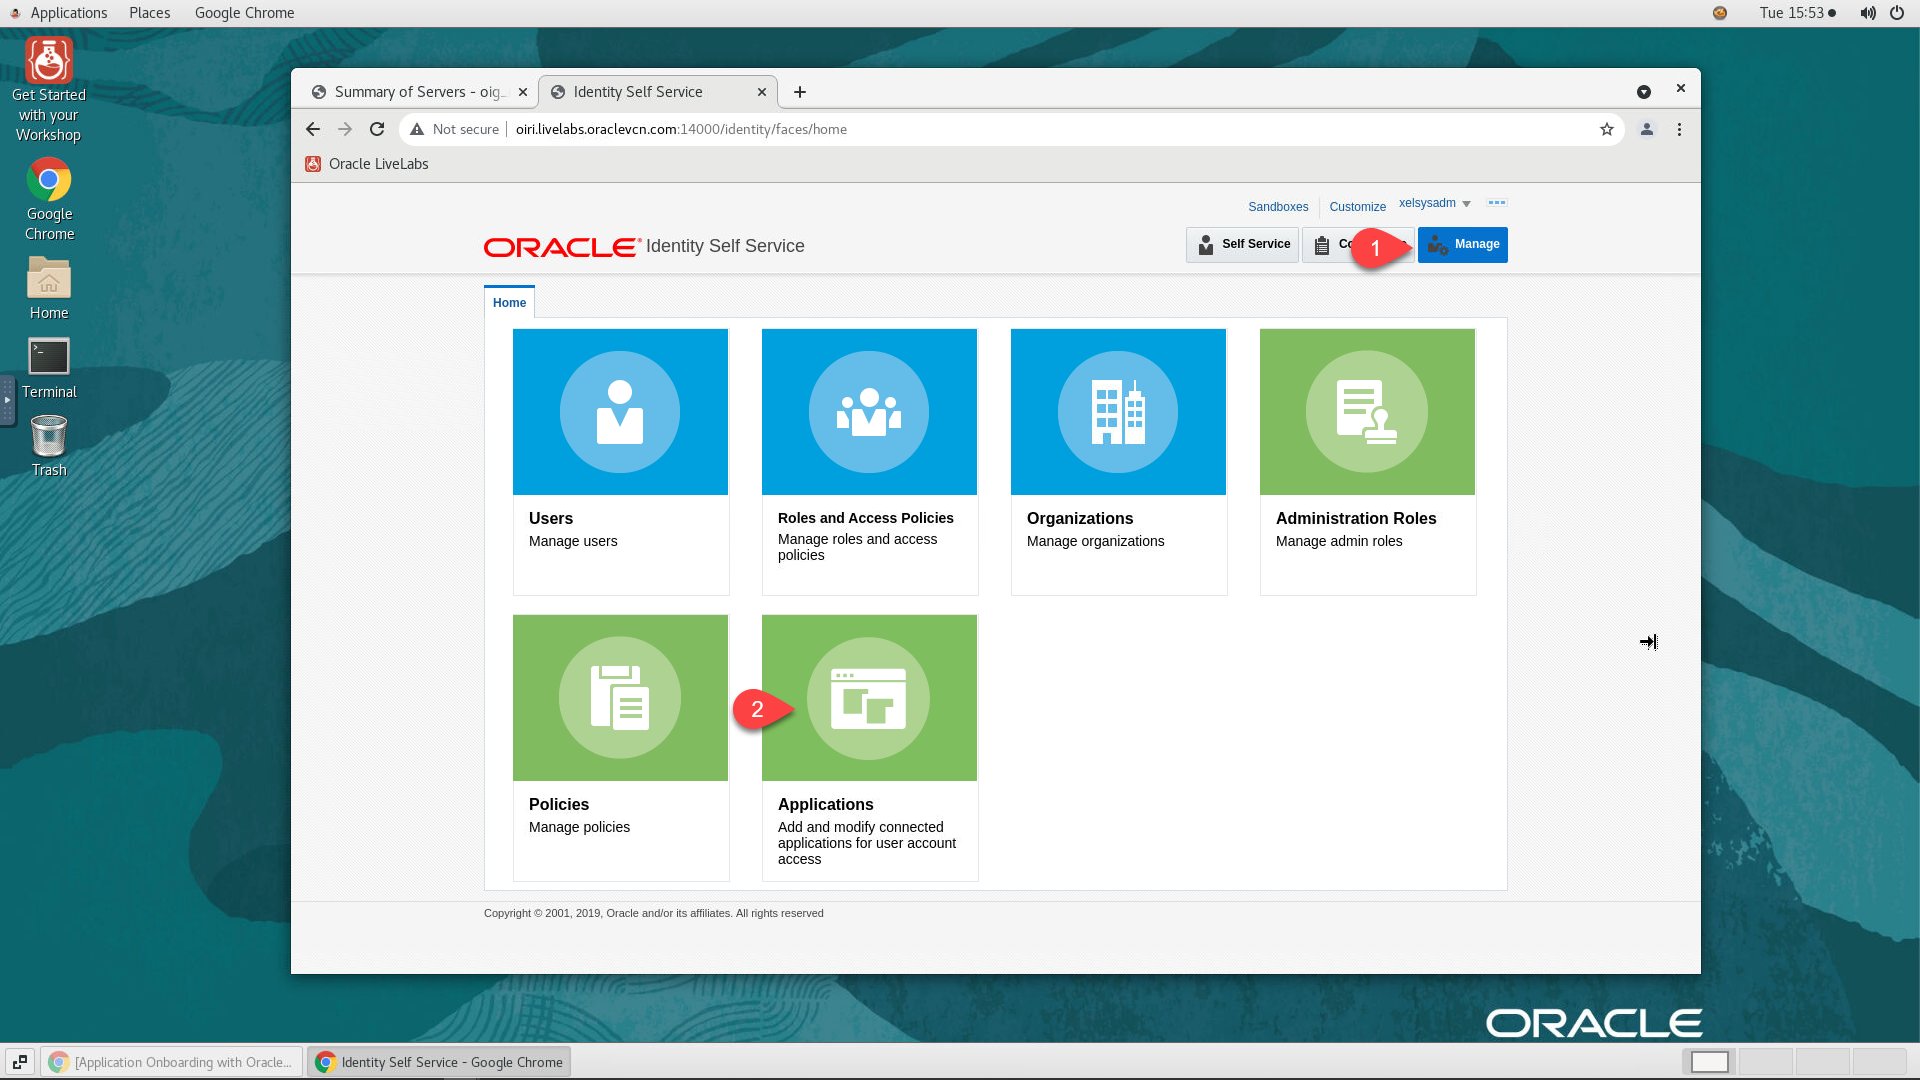 Applications Places Google Chrome Tue 15:53
Get Started
with your
Workshop
Google
Chrome
Home
Terminal
Trash
Summary of Servers - oig
Identity Self Service
Not secure oiri.livelabs.oraclevcn.com:14000/identity/faces/home
Oracle LiveLabs
Sandboxes Customize xelsysadm
ORACLE Identity Self Service
Self Service
1
Manage
Home
Users
Manage users
Roles and Access Policies
Manage roles and access
policies
Organizations
Manage organizations
Administration Roles
Manage admin roles
2
Policies
Manage policies
Applications
Add and modify connected
applications for user account
access
Copyright © 2001, 2019, Oracle and/or its affiliates. All rights reserved
ORACLE
[Application Onboarding with Oracle...
Identity Self Service - Google Chrome